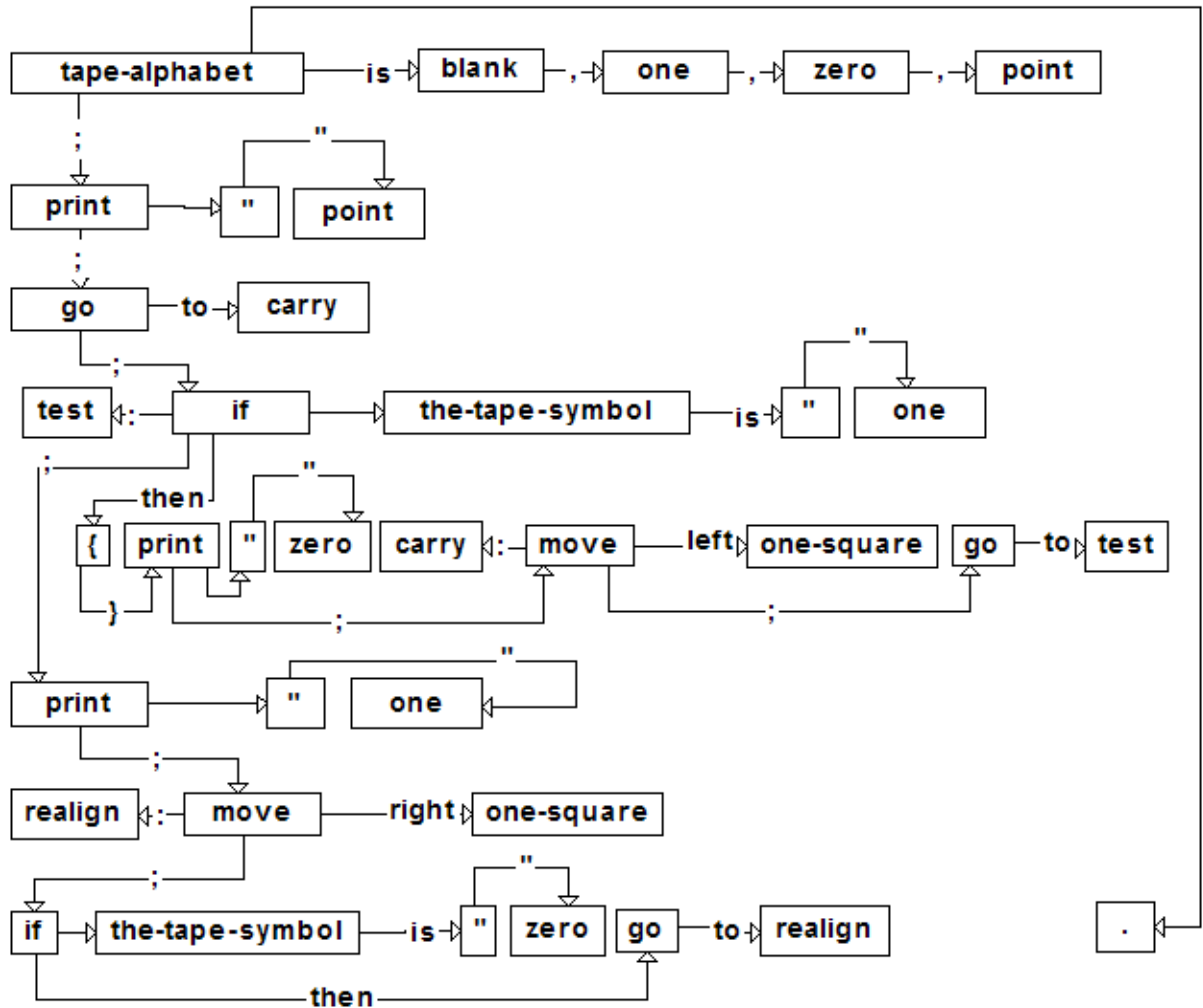 tape-alphabet is blank , one , zero , point
;
"
print " point
;
go to carry
;
"
test : if the-tape-symbol is " one
;
"
then
{ print " zero carry : move left one-square go to test
} ; ;
"
print " one
;
realign : move right one-square
"
;
if the-tape-symbol is " zero go to realign .
then